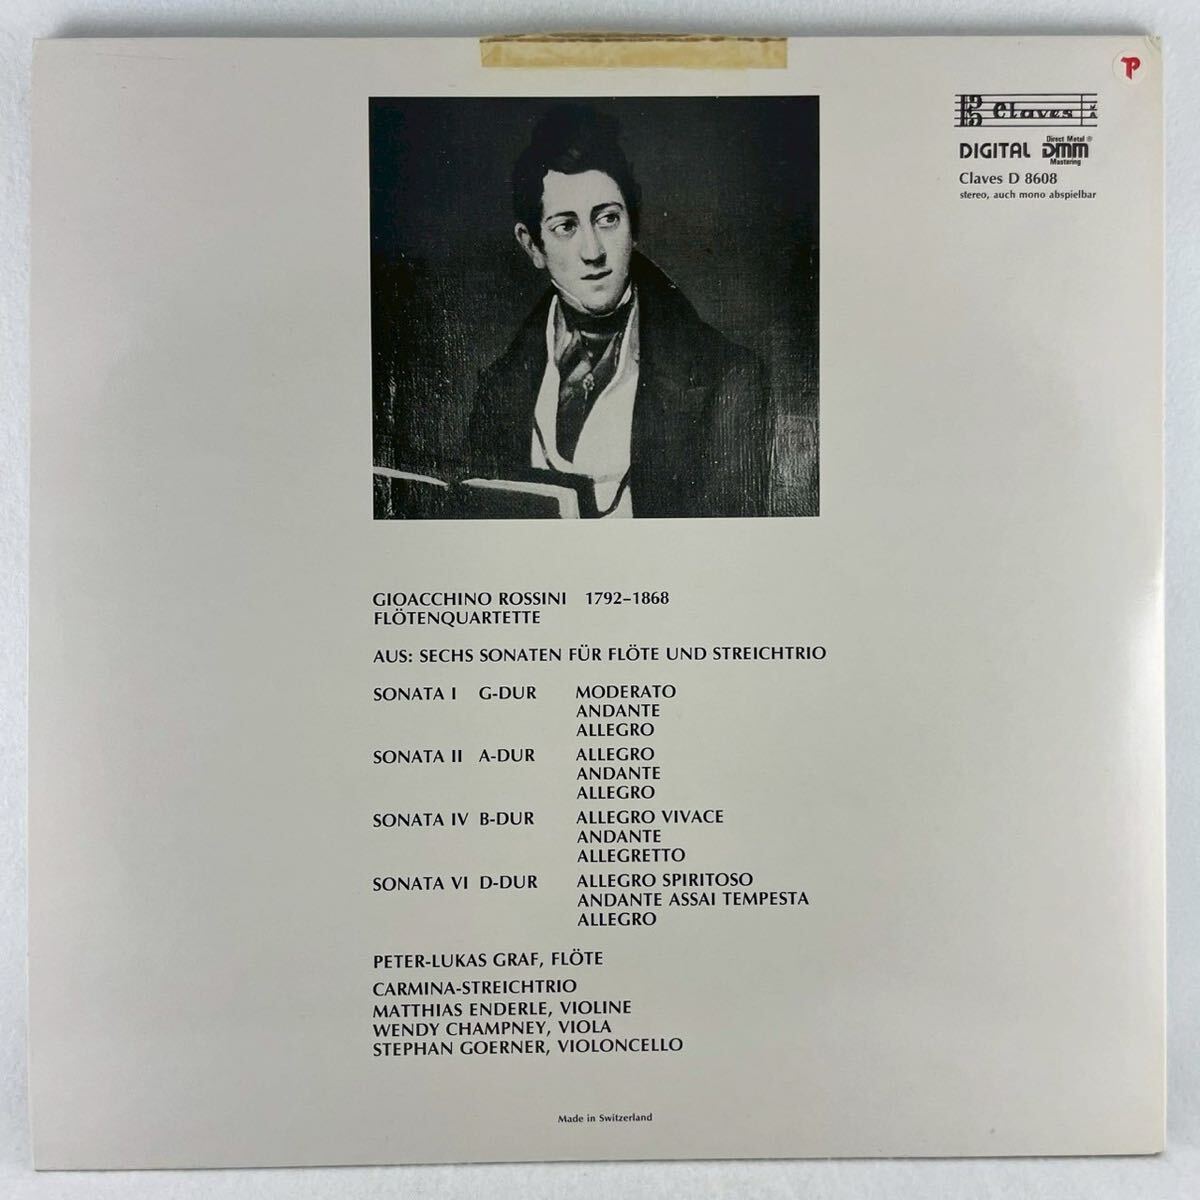 P
Claves
DIGITAL DMM
Direct Metal ®
Mastering
Claves D 8608
stereo, auch mono abspielbar
GIOACCHINO ROSSINI 1792–1868
FLÖTENQUARTETTE
AUS: SECHS SONATEN FÜR FLÖTE UND STREICHTRIO
SONATA I G-DUR MODERATO
ANDANTE
ALLEGRO
SONATA II A-DUR ALLEGRO
ANDANTE
ALLEGRO
SONATA IV B-DUR ALLEGRO VIVACE
ANDANTE
ALLEGRETTO
SONATA VI D-DUR ALLEGRO SPIRITOSO
ANDANTE ASSAI TEMPESTA
ALLEGRO
PETER-LUKAS GRAF, FLÖTE
CARMINA-STREICHTRIO
MATTHIAS ENDERLE, VIOLINE
WENDY CHAMPNEY, VIOLA
STEPHAN GOERNER, VIOLONCELLO
Made in Switzerland